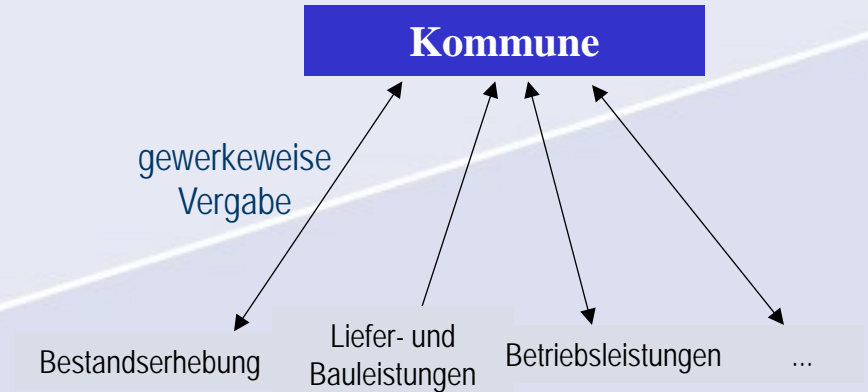 Kommune
gewerkeweise
Vergabe
Bestandserhebung
Liefer- und
Bauleistungen
Betriebsleistungen
...